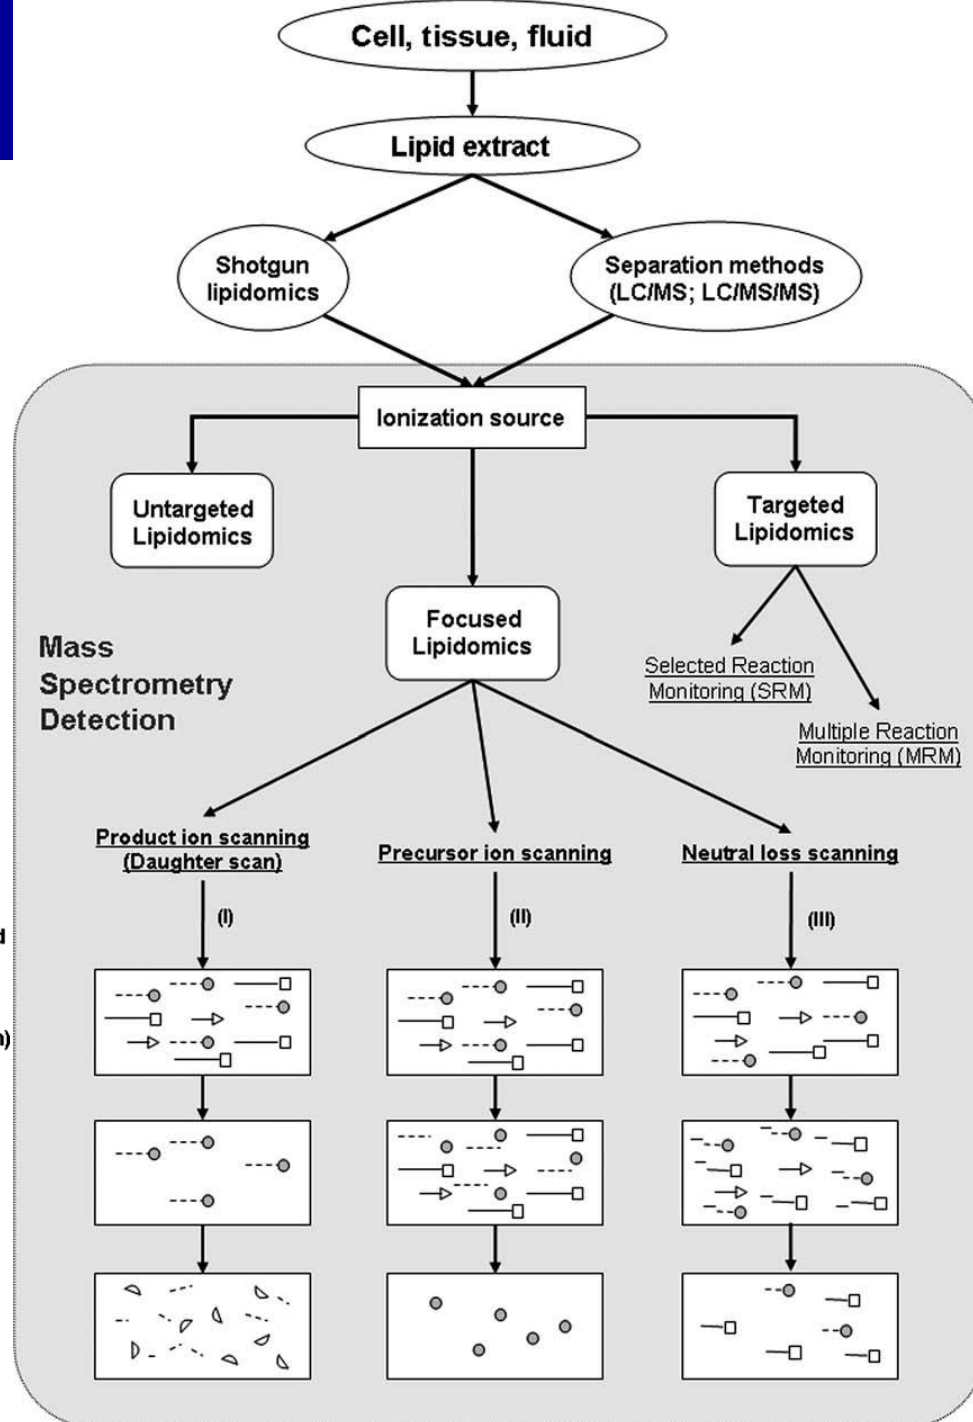 Cell, tissue, fluid
Lipid extract
Shotgun
lipidomics
Separation methods
(LC/MS; LC/MS/MS)
Ionization source
Untargeted
Lipidomics
Targeted
Lipidomics
Focused
Lipidomics
Mass
Spectrometry
Detection
Selected Reaction
Monitoring (SRM)
Multiple Reaction
Monitoring (MRM)
Product ion scanning
(Daughter scan)
Precursor ion scanning
Neutral loss scanning
(I)
(II)
(III)